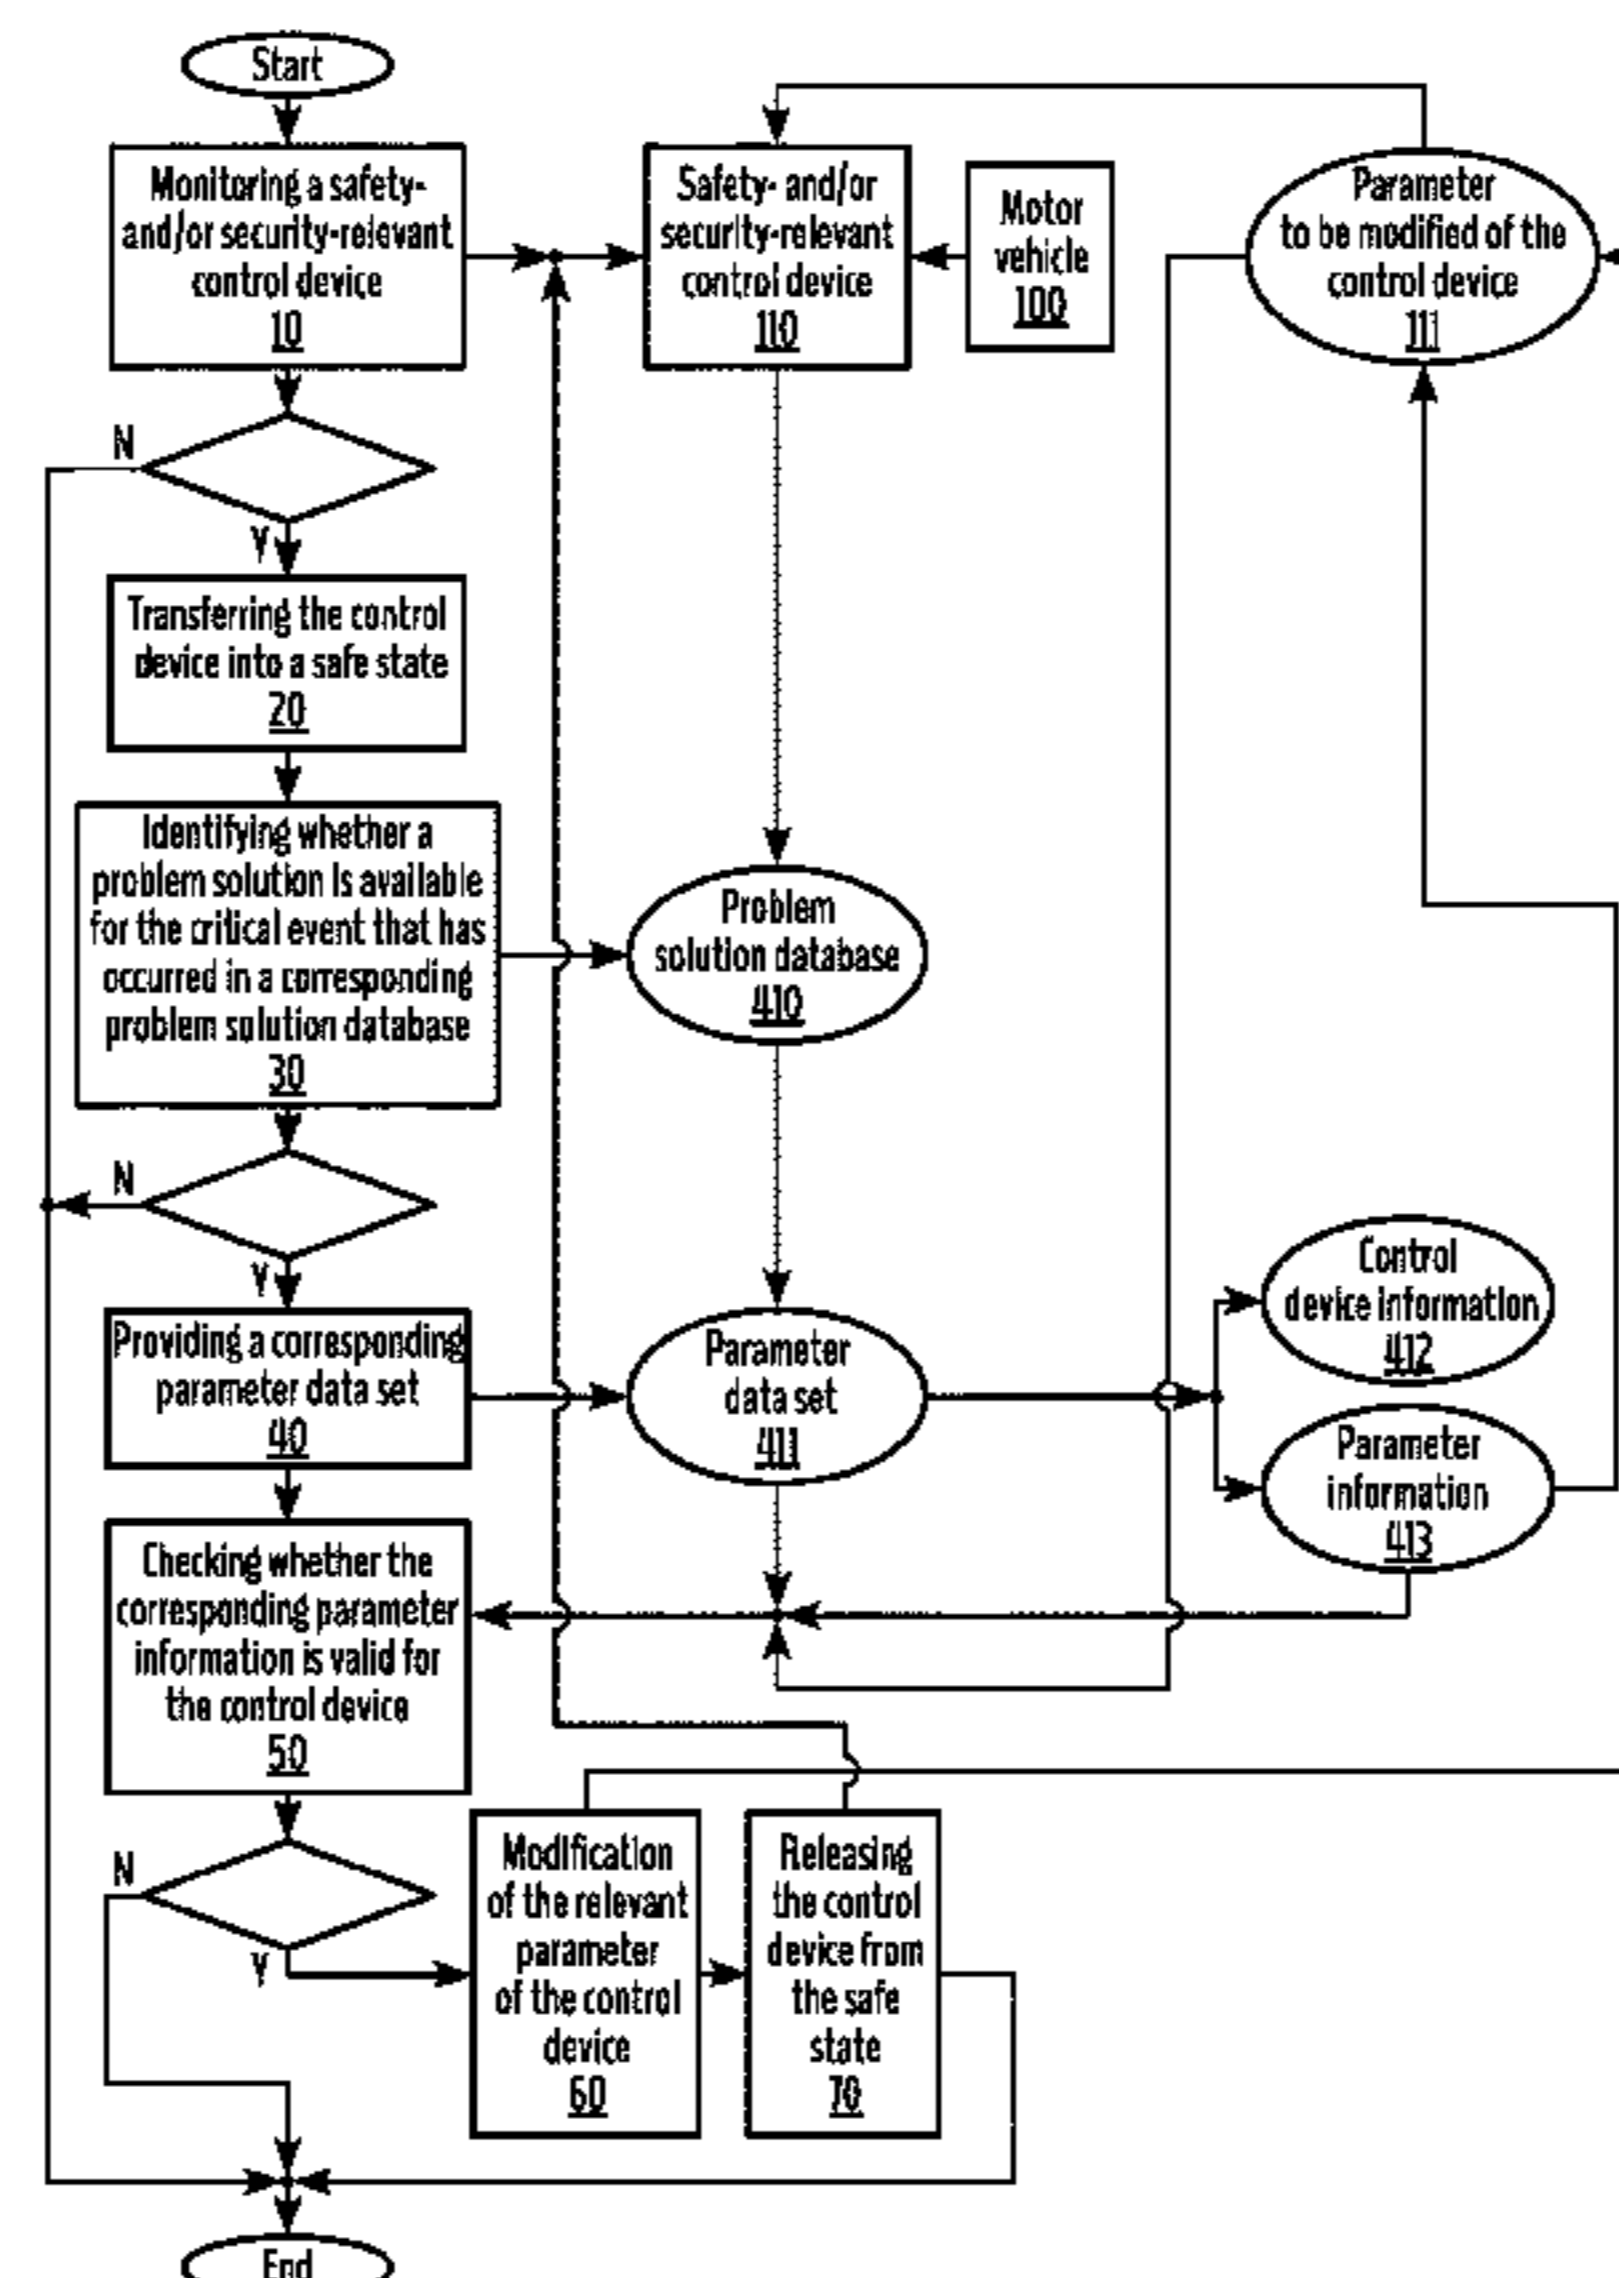 Start
Monitoring a safety-
and/or security-relevant
control device
10
Safety- and/or
security-relevant
control device
110
Motor
vehicle
100
Parameter
to be modified of the
control device
111
N
Y
Transferring the control
device into a safe state
20
Identifying whether a
problem solution is available
for the critical event that has
occurred in a corresponding
problem solution database
30
Problem
solution database
410
N
Y
Providing a corresponding
parameter data set
40
Parameter
data set
411
Control
device information
412
Parameter
information
413
Checking whether the
corresponding parameter
information is valid for
the control device
50
N
Y
Modification
of the relevant
parameter
of the control
device
60
Releasing
the control
device from
the safe
state
70
End